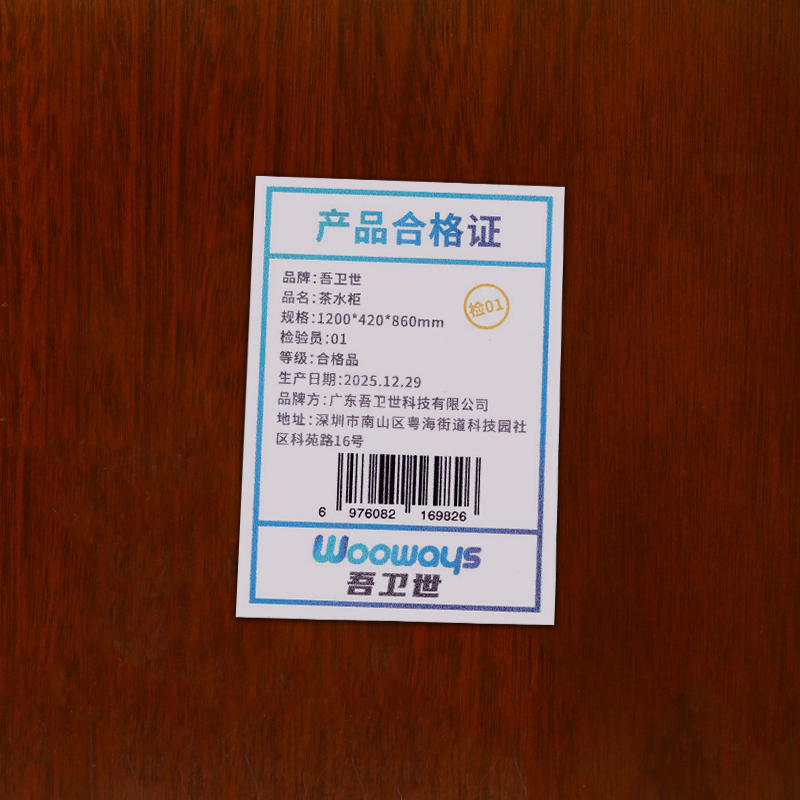 产品合格证
品牌：吾卫世
品名：茶水柜
检01
规格：1200*420*860mm
检验员：01
等级：合格品
生产日期：2025.12.29
品牌方：广东吾卫世科技有限公司
地址：深圳市南山区粤海街道科技园社
区科苑路16号
6 976082 169826
Wooways
吾卫世